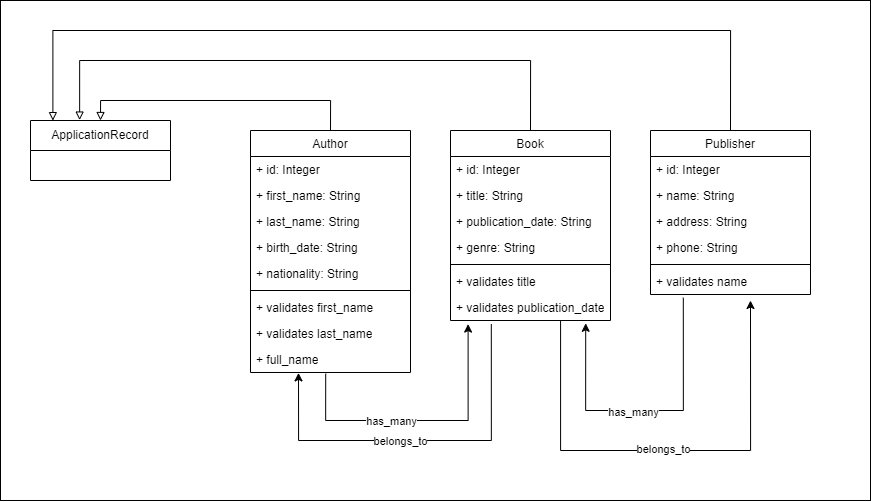 ApplicationRecord
Author
+ id: Integer
+ first_name: String
+ last_name: String
+ birth_date: String
+ nationality: String
+ validates first_name
+ validates last_name
+ full_name
Book
+ id: Integer
+ title: String
+ publication_date: String
+ genre: String
+ validates title
+ validates publication_date
Publisher
+ id: Integer
+ name: String
+ address: String
+ phone: String
+ validates name
has_many
belongs_to
has_many
belongs_to